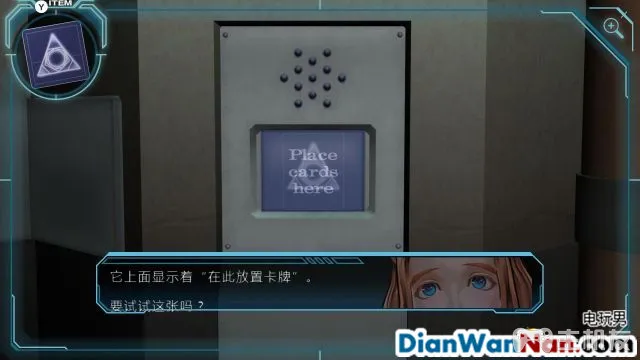 Y ITEM
Place
cards
here
它上面显示着“在此放置卡牌”。
要试试这张吗？
电玩男
DianWanNan.com